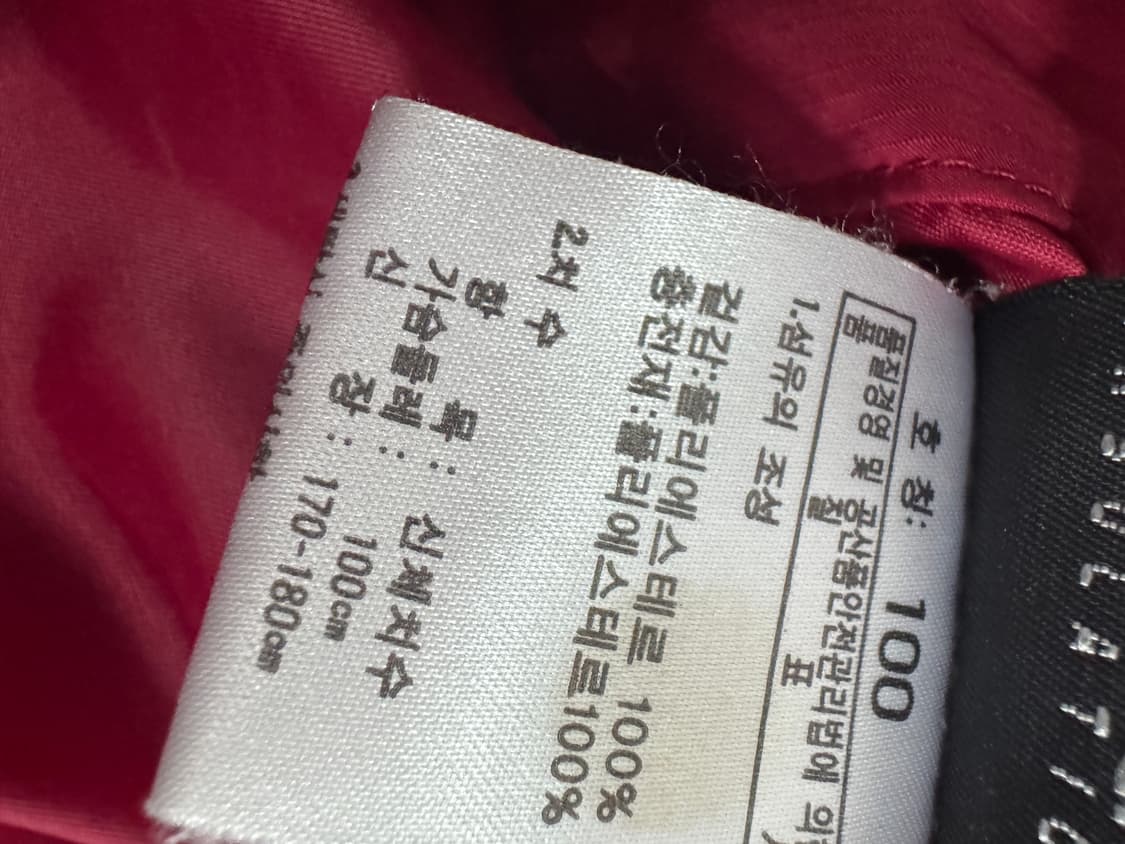 호 칭: 100
품질경영 및 공산품안전관리법에 의
품 질 표
1.섬유의 조성
겉감:폴리에스테르 100%
충전재:폴리에스테르100%
2.치 수
항 목 : 신체치수
가슴둘레 : 100cm
신 장 : 170-180cm